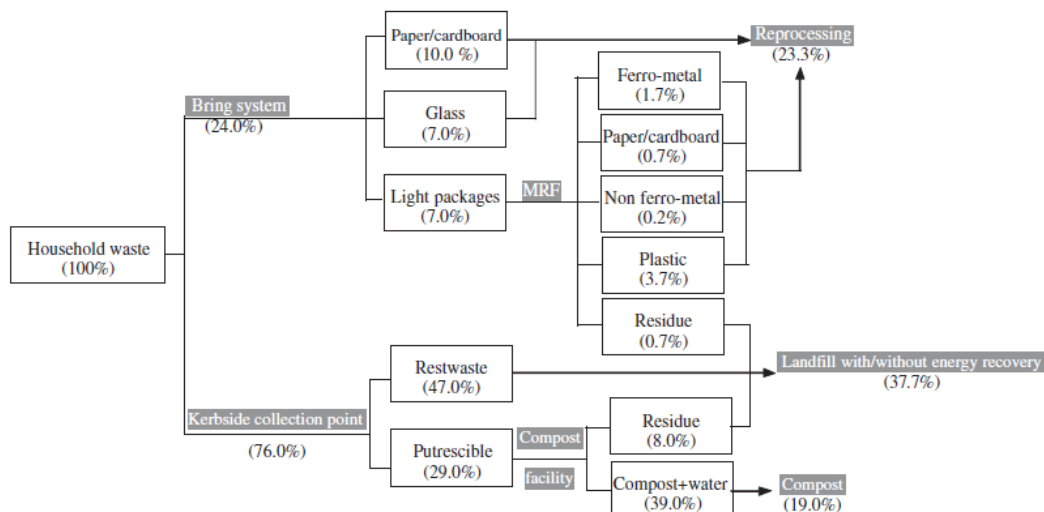 Household waste
(100%)
Bring system
(24.0%)
Paper/cardboard
(10.0 %)
Glass
(7.0%)
Light packages
(7.0%)
MRF
Ferro-metal
(1.7%)
Paper/cardboard
(0.7%)
Non ferro-metal
(0.2%)
Plastic
(3.7%)
Residue
(0.7%)
Reprocessing
(23.3%)
Kerbside collection point
(76.0%)
Restwaste
(47.0%)
Putrescible
(29.0%)
Compost
facility
Residue
(8.0%)
Compost+water
(39.0%)
Landfill with/without energy recovery
(37.7%)
Compost
(19.0%)